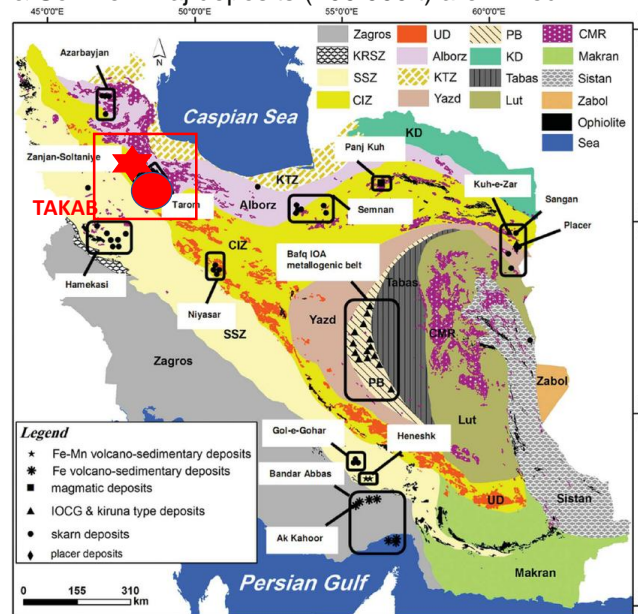 45°0'0"E
50°0'0"E
55°0'0"E
60°0'0"E
Zagros
UD
PB
CMR
KRSZ
Alborz
KD
Makran
SSZ
KTZ
Tabas
Sistan
CIZ
Yazd
Lut
Zabol
Ophiolite
Sea
Azarbayjan
N
Caspian Sea
KD
Zanjan-Soltaniye
Panj Kuh
KTZ
Kuh-e-Zar
Sangan
TAKAB
Tarom
Alborz
Semnan
Placer
CIZ
Bafq IOA
metallogenic belt
Hamekasi
Tabas
Niyasar
SSZ
Yazd
CMR
Zagros
PB
Zabol
Lut
Gol-e-Gohar
Heneshk
Bandar Abbas
UD
Sistan
Ak Kahoor
Makran
Persian Gulf
Legend
Fe-Mn volcano-sedimentary deposits
Fe volcano-sedimentary deposits
magmatic deposits
IOCG & kiruna type deposits
skarn deposits
placer deposits
0 155 310
km